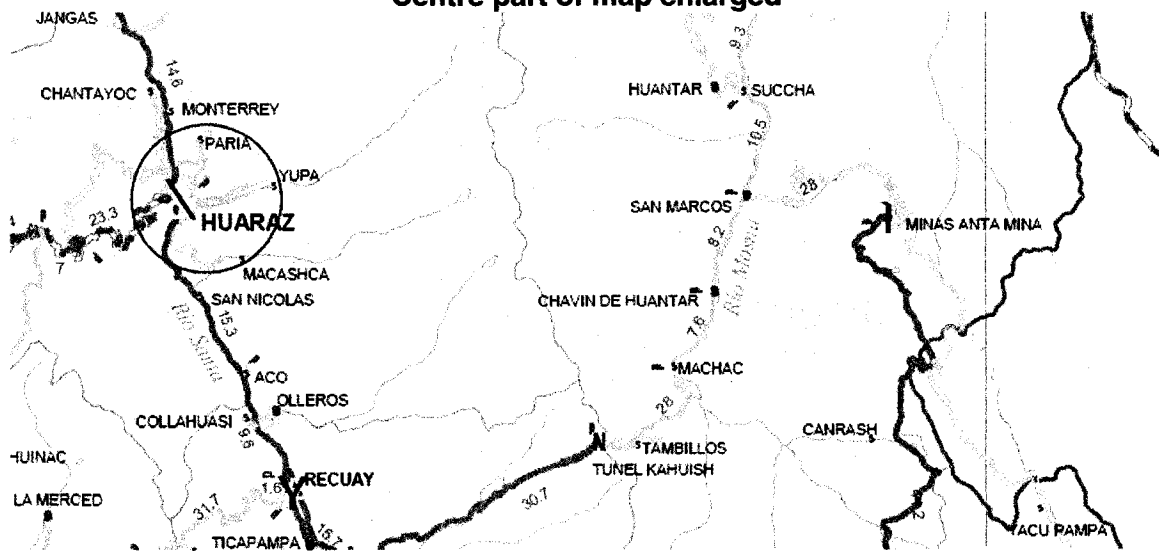 Centre part of map enlarged
JANGAS
9.3
14.6
CHANTAYOC
HUANTAR
SUCCHA
MONTERREY
10.5
PARIA
YUPA
28
SAN MARCOS
23.3
HUARAZ
MINAS ANTA MINA
8.2
Rio Mosna
7
MACASHCA
SAN NICOLAS
CHAVIN DE HUANTAR
15.3
Rio Santa
7.6
MACHAC
ACO
OLLEROS
28
COLLAHUASI
9.6
CANRASH
TAMBILLOS
HUINAC
TUNEL KAHUISH
RECUAY
1.6
LA MERCED
31.7
30.7
TICAPAMPA
16.7
YACU PAMPA